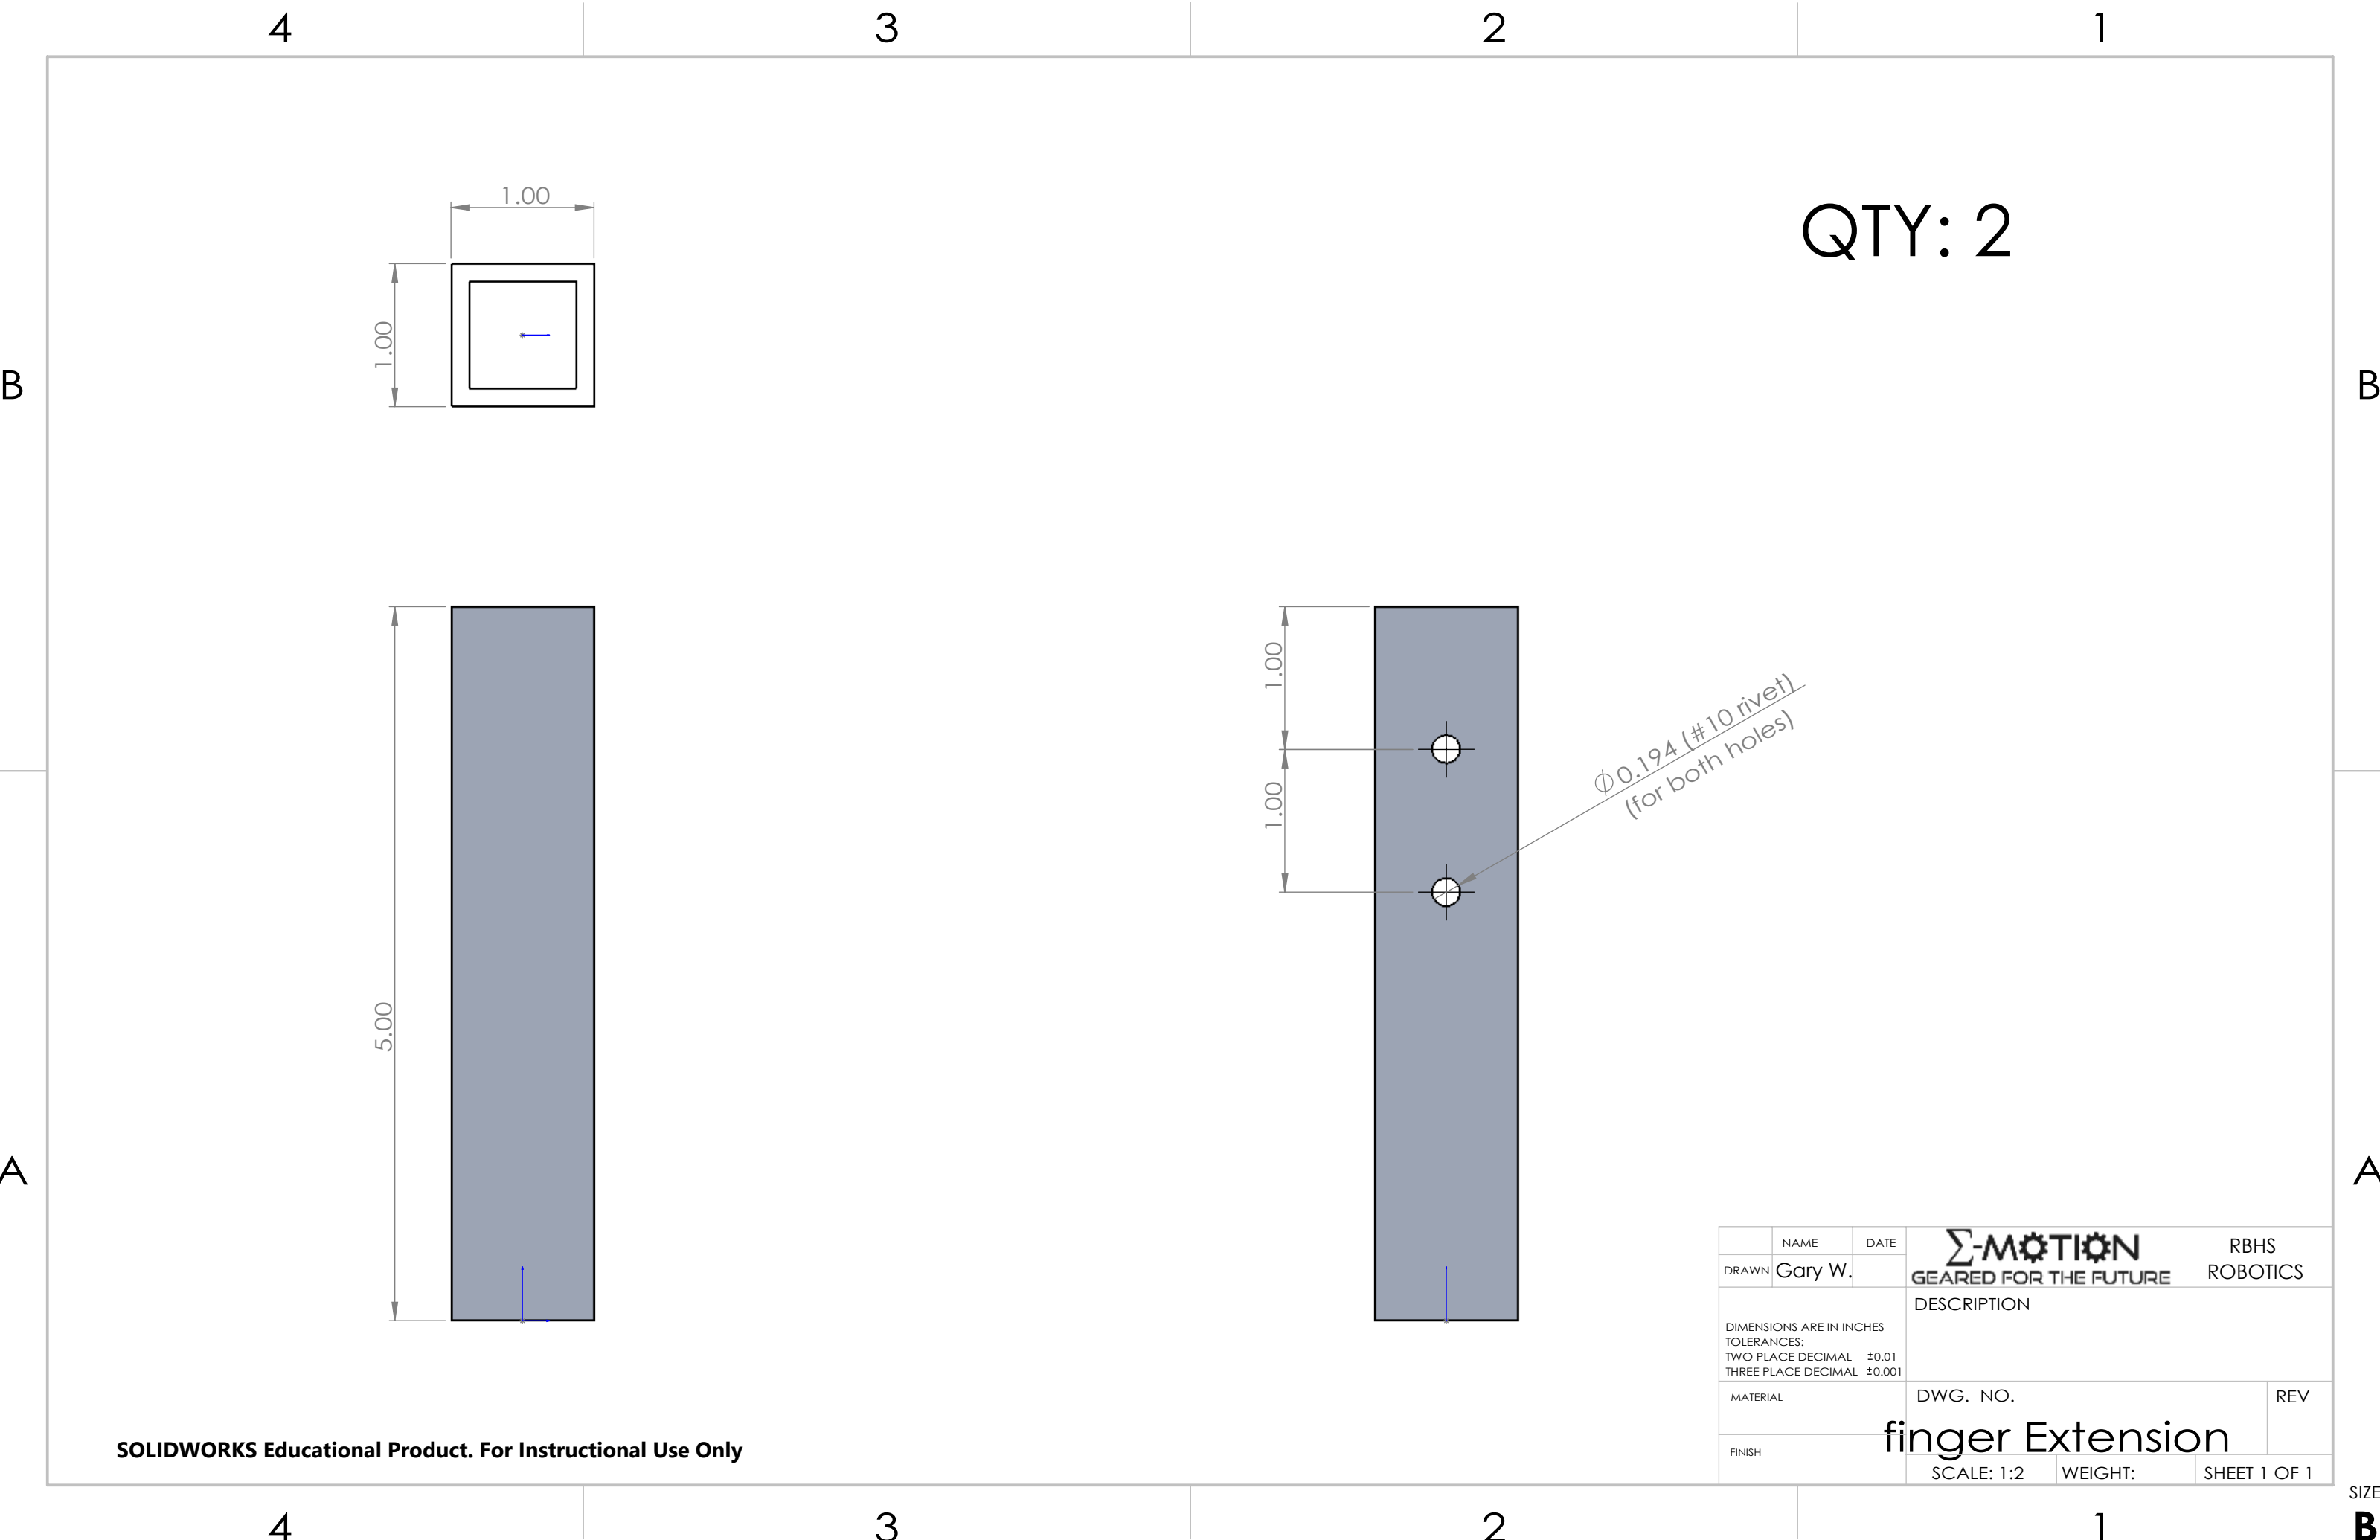 4 3 2 1
1.00
QTY: 2
1.00
B B
1.00
⌀0.194 (#10 rivet)
(for both holes)
1.00
5.00
A A
NAME DATE
DRAWN Gary W.
Σ-MOTION
GEARED FOR THE FUTURE
RBHS
ROBOTICS
DESCRIPTION
DIMENSIONS ARE IN INCHES
TOLERANCES:
TWO PLACE DECIMAL ±0.01
THREE PLACE DECIMAL ±0.001
MATERIAL
DWG. NO.
REV
finger Extension
FINISH
SCALE: 1:2 WEIGHT: SHEET 1 OF 1
SOLIDWORKS Educational Product. For Instructional Use Only
SIZE
B
4 3 2 1